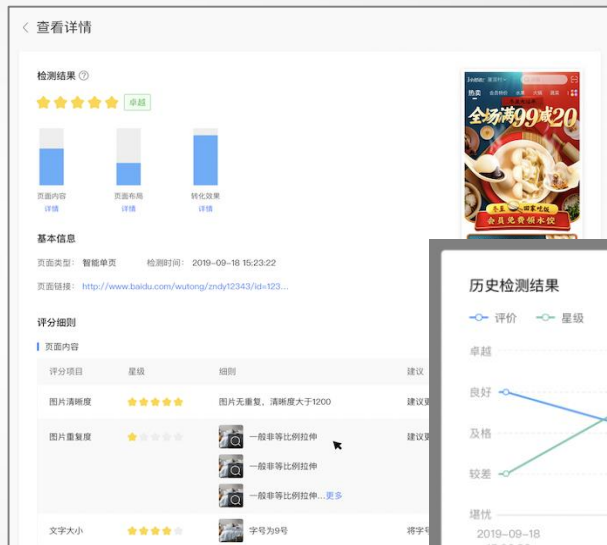 查看详情
检测结果
卓越
页面内容 页面布局 转化效果
详情 详情 详情
基本信息
页面类型: 智能单页 检测时间: 2019-09-18 15:23:22
页面链接: http://www.baidu.com/wutong/zndy12343/id=123...
评分细则
页面内容
评分项目 星级 细则 建议
图片清晰度 图片无重复，清晰度大于1200 建议
图片重复度 一般非等比例拉伸 建议
一般非等比例拉伸
一般非等比例拉伸...更多
文字大小 字号为9号 将字号
热卖
全场满99减20
冬至 回家吃饭
会员免费领水饺
历史检测结果
评价 星级
卓越
良好
及格
较差
堪忧
2019-09-18